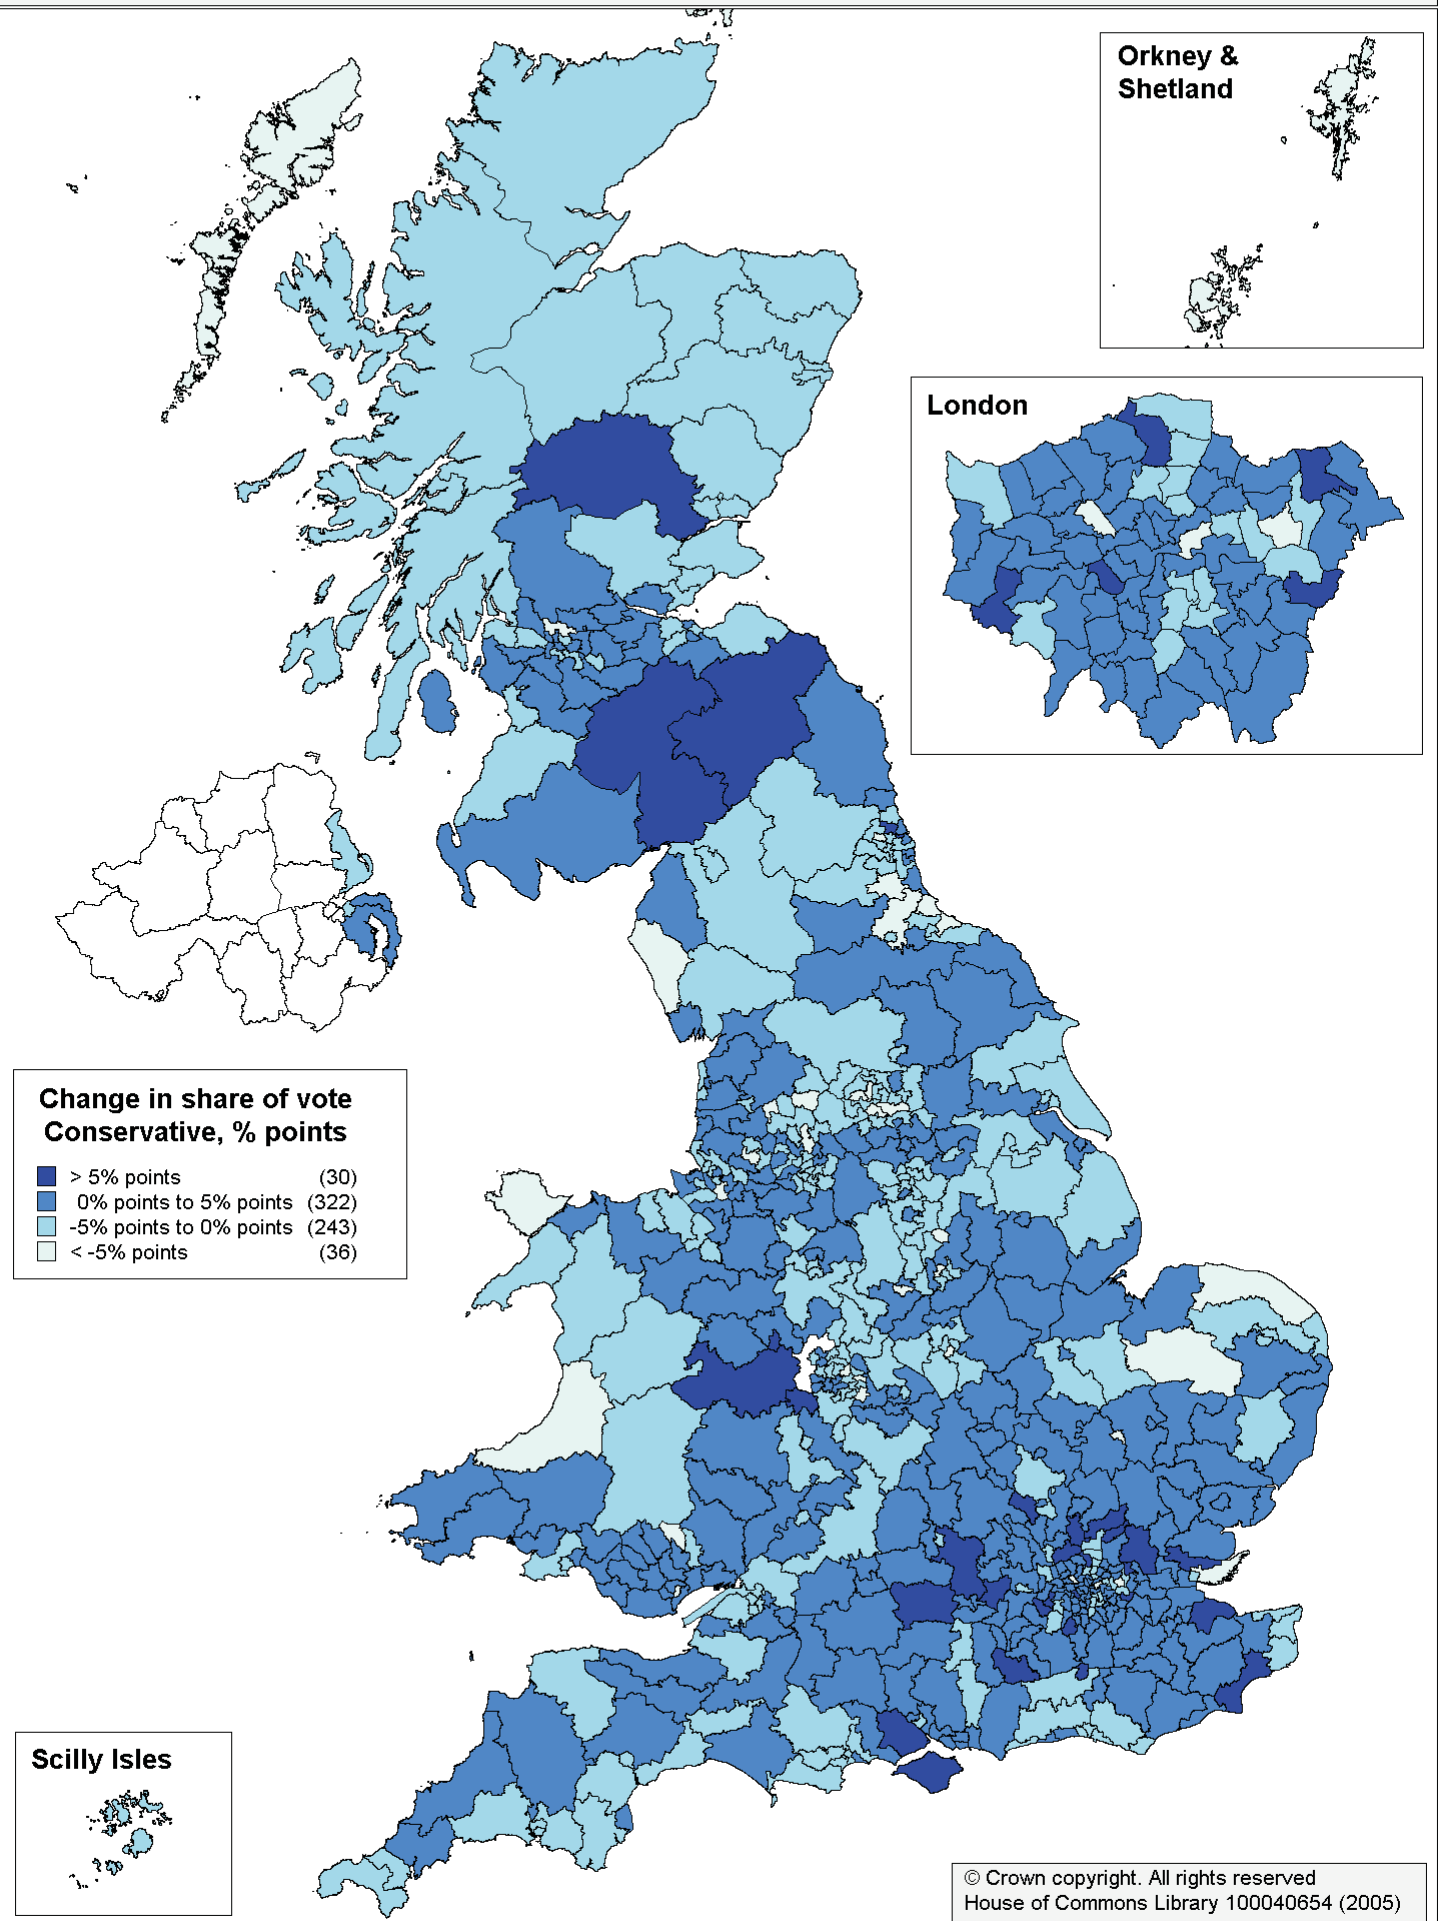 Orkney &
Shetland
London
Change in share of vote
Conservative, % points
> 5% points (30)
0% points to 5% points (322)
-5% points to 0% points (243)
< -5% points (36)
Scilly Isles
© Crown copyright. All rights reserved
House of Commons Library 100040654 (2005)